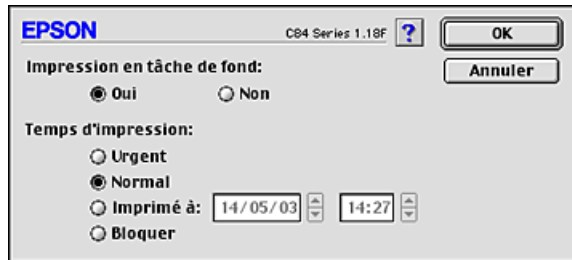 EPSON C84 Series 1.18F ? OK
Impression en tâche de fond: Annuler
Oui Non
Temps d'impression:
Urgent
Normal
Imprimé à: 14/05/03 14:27
Bloquer